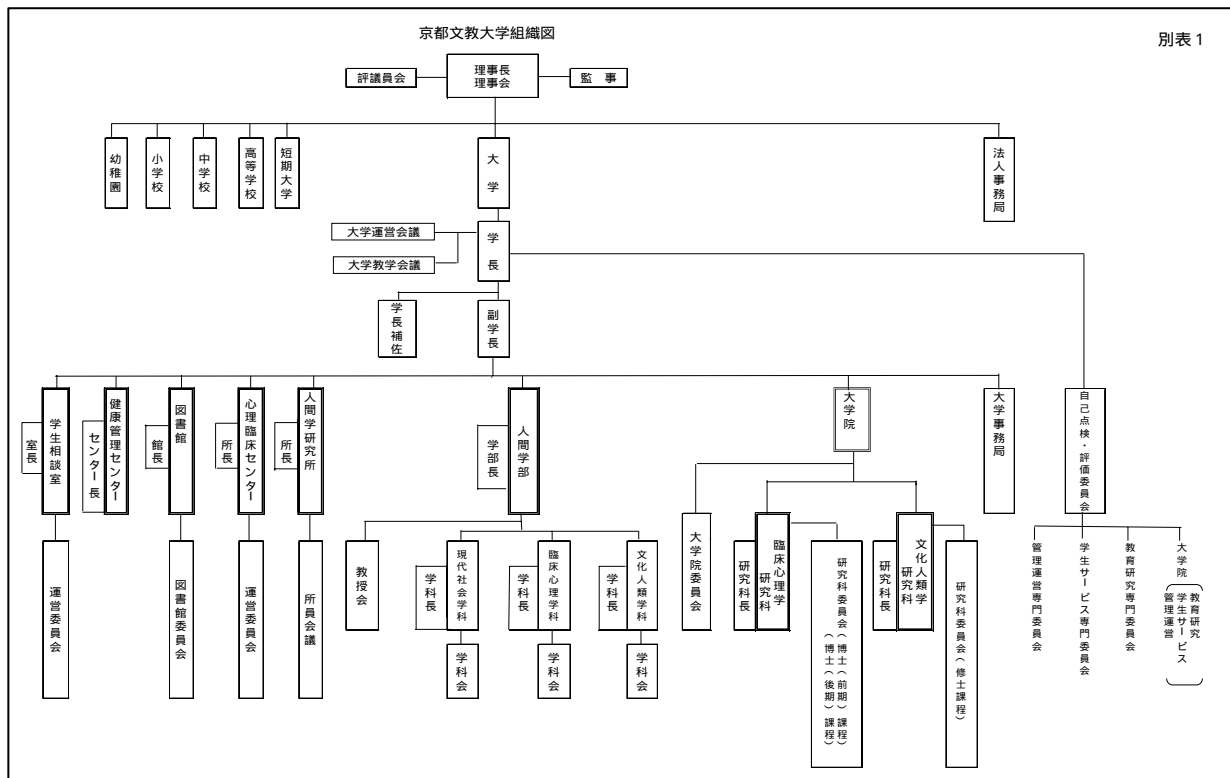 京都文教大学組織図
別表１
理事長
理事会
評議員会
監　事
幼稚園
小学校
中学校
高等学校
短期大学
大学
法人事務局
大学運営会議
大学教学会議
学長
学長補佐
副学長
学生相談室
室長
健康管理センター
センター長
図書館
館長
心理臨床センター
所長
人間学研究所
所長
人間学部
学部長
大学院
大学事務局
自己点検・評価委員会
運営委員会
図書館委員会
運営委員会
所員会議
教授会
現代社会学科
学科長
学科会
臨床心理学科
学科長
学科会
文化人類学科
学科長
学科会
大学院委員会
臨床心理学
研究科
研究科長
研究科委員会（博士（前期）課程）
（博士（後期）課程）
文化人類学
研究科
研究科長
研究科委員会（修士課程）
管理運営専門委員会
学生サービス専門委員会
教育研究専門委員会
大学院
教育研究
学生サービス
管理運営